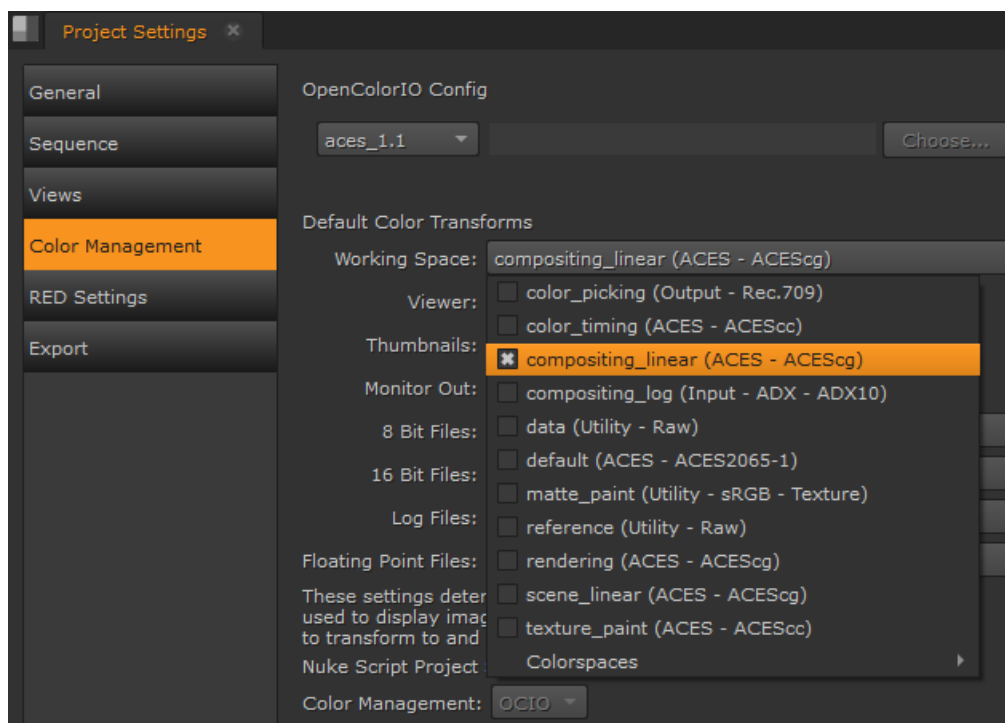 Project Settings
General
OpenColorIO Config
Sequence
aces_1.1
Choose...
Views
Default Color Transforms
Color Management
Working Space:
compositing_linear (ACES - ACEScg)
RED Settings
Viewer:
color_picking (Output - Rec.709)
color_timing (ACES - ACEScc)
Export
Thumbnails:
compositing_linear (ACES - ACEScg)
Monitor Out:
compositing_log (Input - ADX - ADX10)
8 Bit Files:
data (Utility - Raw)
default (ACES - ACES2065-1)
16 Bit Files:
matte_paint (Utility - sRGB - Texture)
Log Files:
reference (Utility - Raw)
Floating Point Files:
rendering (ACES - ACEScg)
These settings deter
scene_linear (ACES - ACEScg)
used to display imag
to transform to and
texture_paint (ACES - ACEScc)
Nuke Script Project
Colorspaces
Color Management:
OCIO